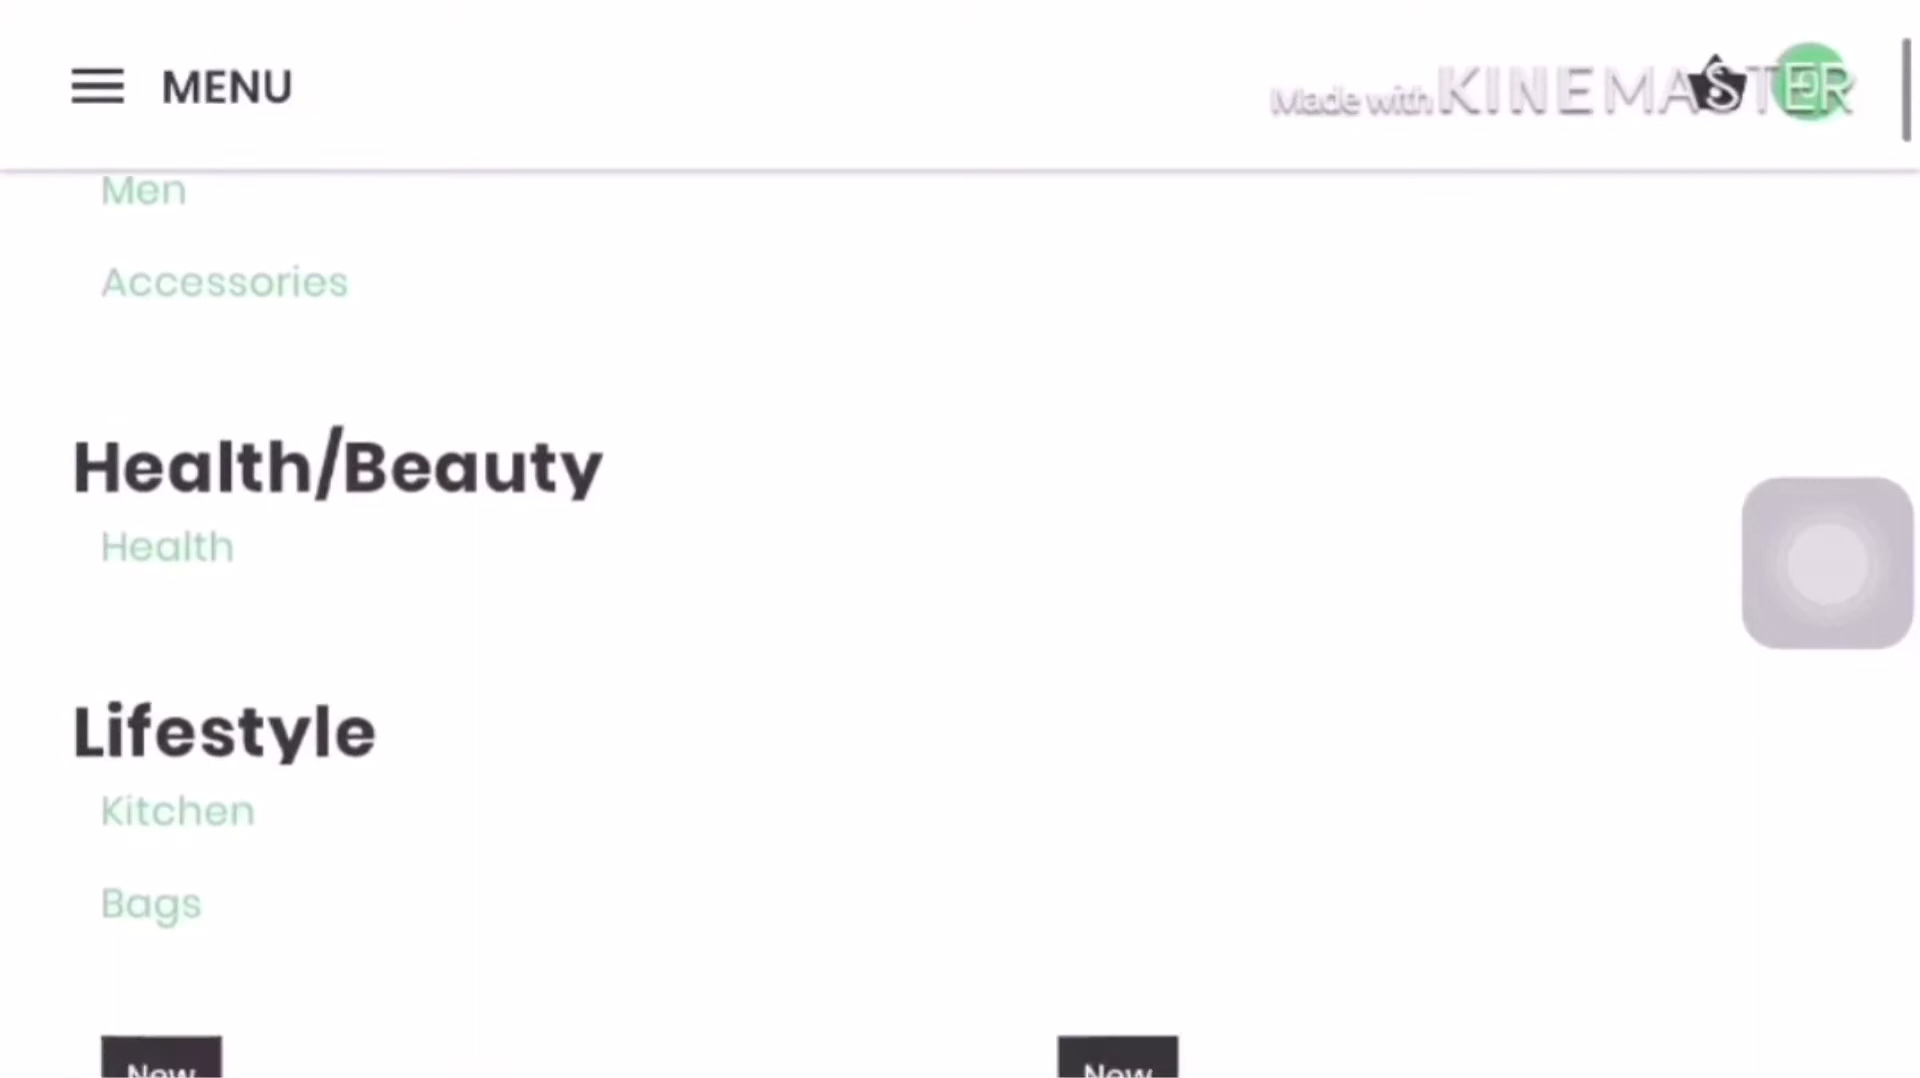 MENU
Made with KINEMASTER
Men
Accessories
Health/Beauty
Health
Lifestyle
Kitchen
Bags
New New